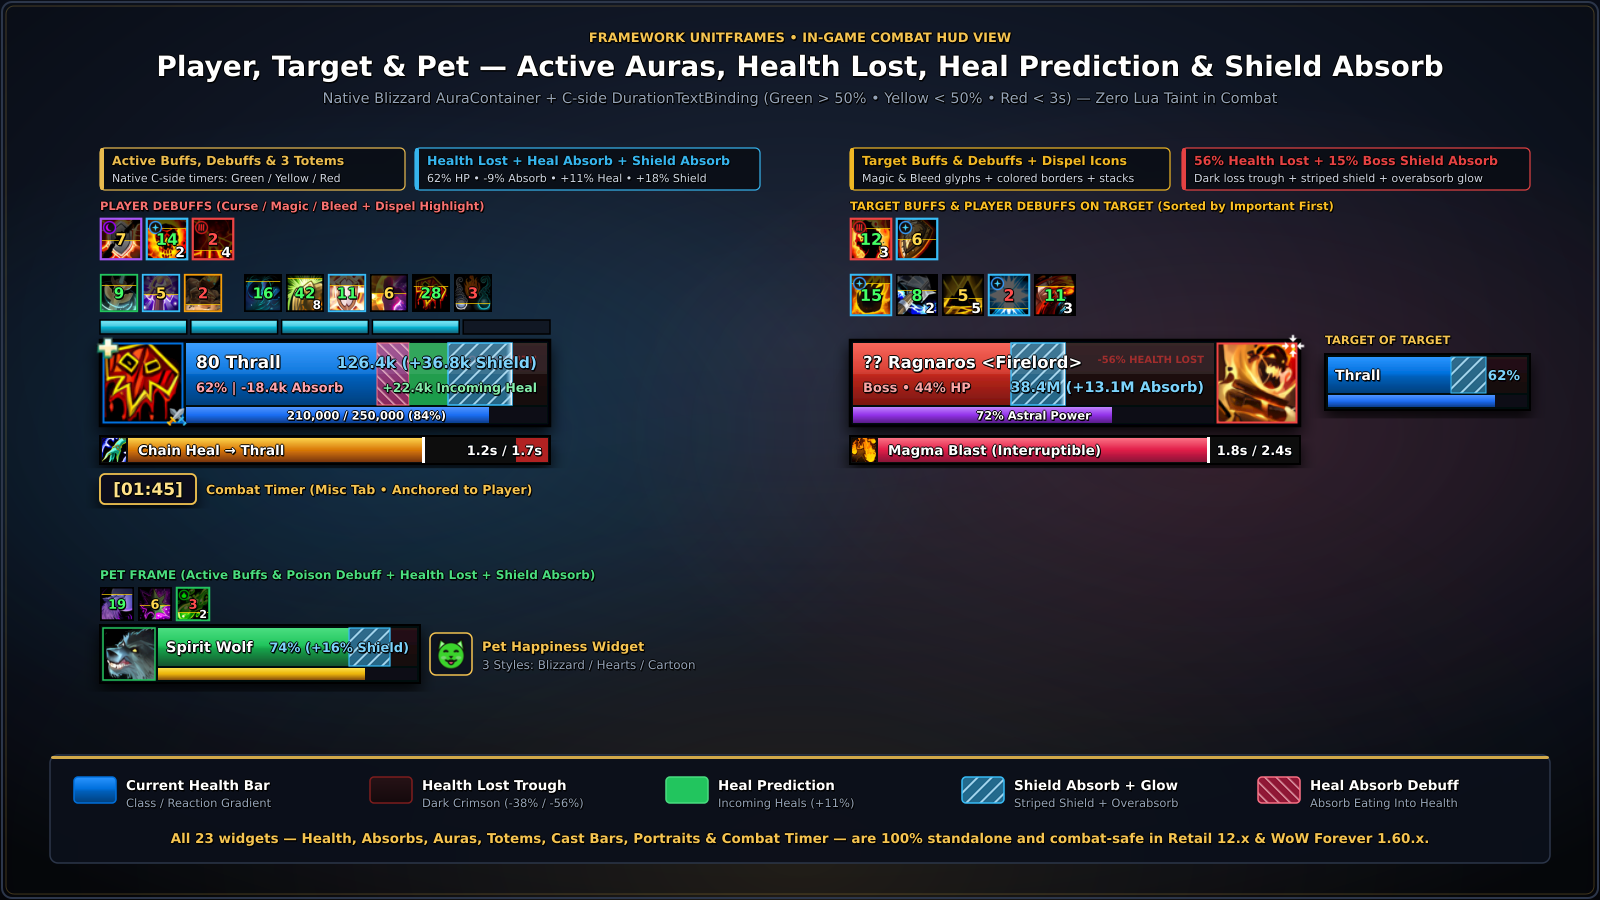 FRAMEWORK UNITFRAMES • IN-GAME COMBAT HUD VIEW
Player, Target & Pet — Active Auras, Health Lost, Heal Prediction & Shield Absorb
Native Blizzard AuraContainer + C-side DurationTextBinding (Green > 50% • Yellow < 50% • Red < 3s) — Zero Lua Taint in Combat
Active Buffs, Debuffs & 3 Totems
Native C-side timers: Green / Yellow / Red
Health Lost + Heal Absorb + Shield Absorb
62% HP • -9% Absorb • +11% Heal • +18% Shield
PLAYER DEBUFFS (Curse / Magic / Bleed + Dispel Highlight)
7 14 2 2 4
9 5 2 16 42 8 11 6 28 3
80 Thrall 126.4k (+36.8k Shield)
62% | -18.4k Absorb +22.4k Incoming Heal
210,000 / 250,000 (84%)
Chain Heal → Thrall 1.2s / 1.7s
[01:45] Combat Timer (Misc Tab • Anchored to Player)
Target Buffs & Debuffs + Dispel Icons
Magic & Bleed glyphs + colored borders + stacks
56% Health Lost + 15% Boss Shield Absorb
Dark loss trough + striped shield + overabsorb glow
TARGET BUFFS & PLAYER DEBUFFS ON TARGET (Sorted by Important First)
12 3 6
15 8 2 5 5 2 11 3
?? Ragnaros <Firelord> -56% HEALTH LOST
Boss • 44% HP 38.4M (+13.1M Absorb)
72% Astral Power
Magma Blast (Interruptible) 1.8s / 2.4s
TARGET OF TARGET
Thrall 62%
PET FRAME (Active Buffs & Poison Debuff + Health Lost + Shield Absorb)
19 6 3 2
Spirit Wolf 74% (+16% Shield)
Pet Happiness Widget
3 Styles: Blizzard / Hearts / Cartoon
Current Health Bar
Class / Reaction Gradient
Health Lost Trough
Dark Crimson (-38% / -56%)
Heal Prediction
Incoming Heals (+11%)
Shield Absorb + Glow
Striped Shield + Overabsorb
Heal Absorb Debuff
Absorb Eating Into Health
All 23 widgets — Health, Absorbs, Auras, Totems, Cast Bars, Portraits & Combat Timer — are 100% standalone and combat-safe in Retail 12.x & WoW Forever 1.60.x.